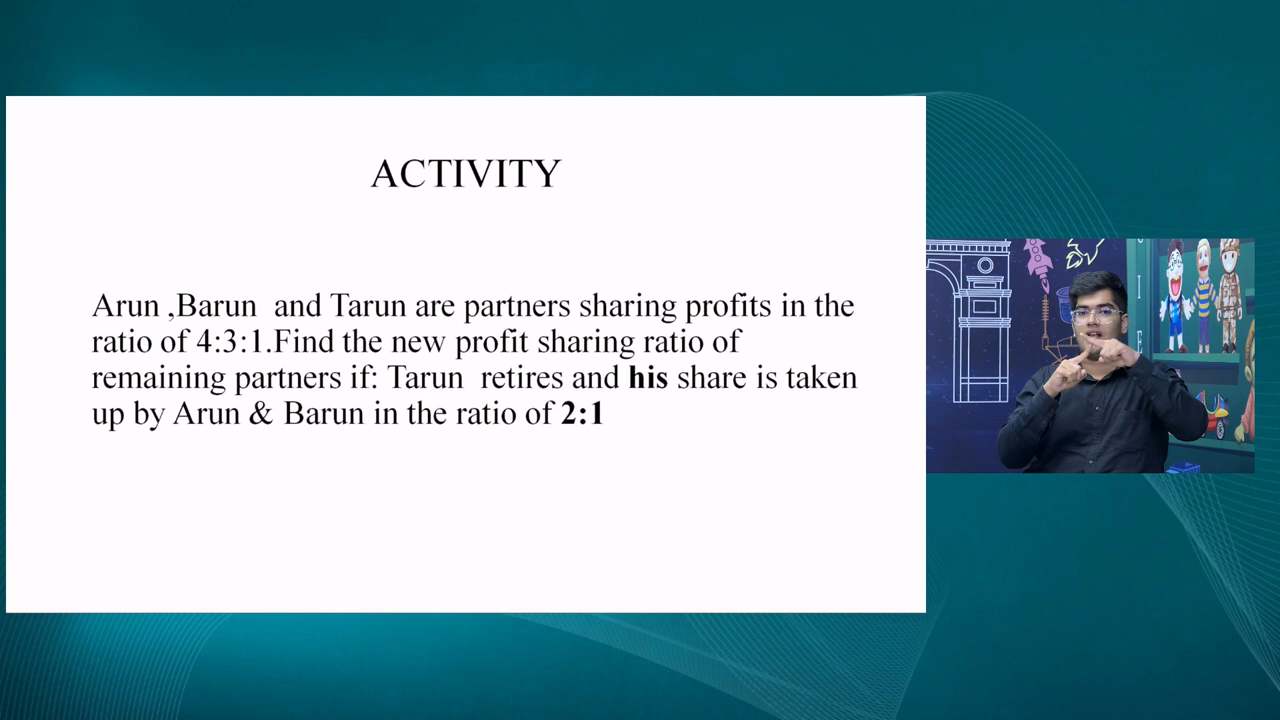 ACTIVITY
Arun ,Barun  and Tarun are partners sharing profits in the
ratio of 4:3:1.Find the new profit sharing ratio of
remaining partners if: Tarun  retires and his share is taken
up by Arun & Barun in the ratio of 2:1